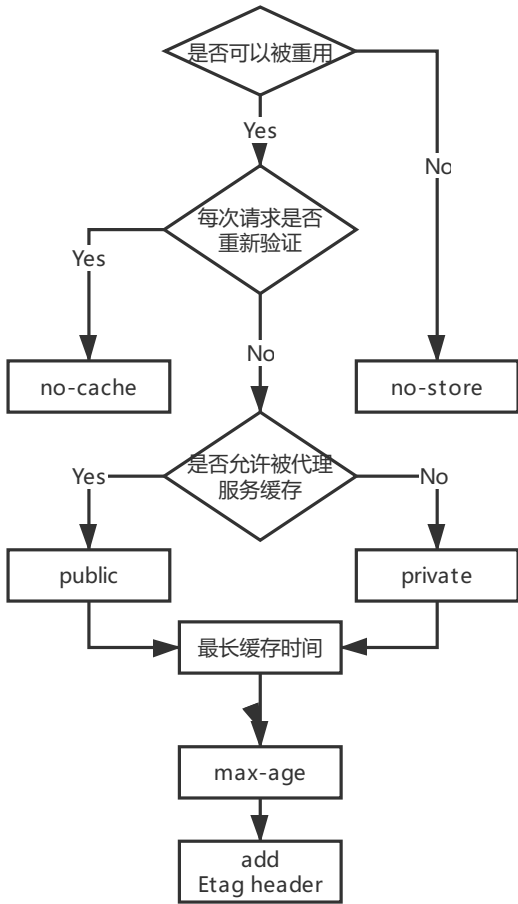 是否可以被重用
Yes
No
每次请求是否
重新验证
Yes
No
no-cache
no-store
是否允许被代理
服务缓存
Yes
No
public
private
最长缓存时间
max-age
add
Etag header